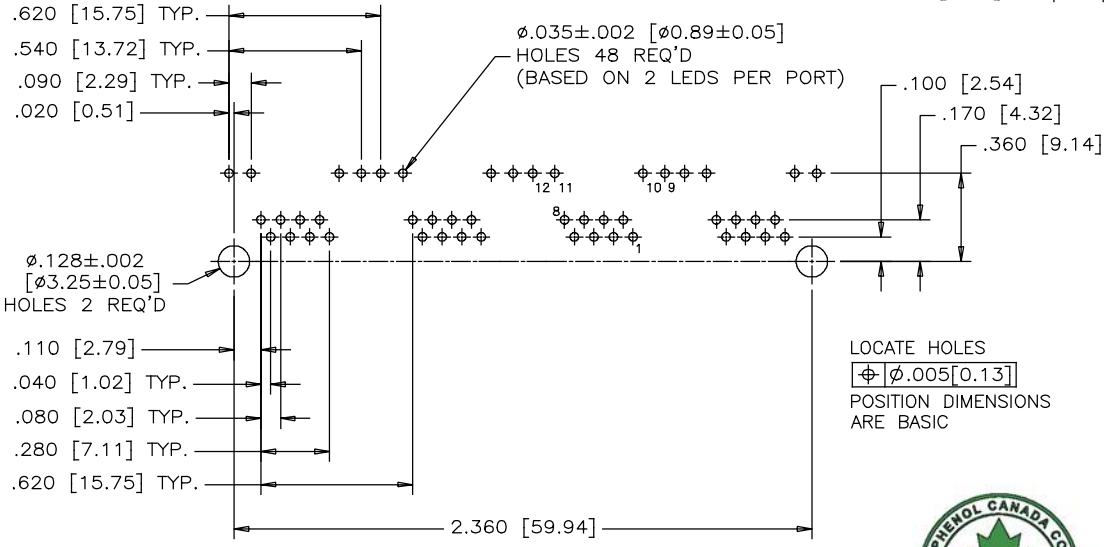 .620 [15.75] TYP.
.540 [13.72] TYP.
.090 [2.29] TYP.
.020 [0.51]
ø.035±.002 [ø0.89±0.05]
HOLES 48 REQ'D
(BASED ON 2 LEDS PER PORT)
.100 [2.54]
.170 [4.32]
.360 [9.14]
12 11
10 9
8
1
ø.128±.002
[ø3.25±0.05]
HOLES 2 REQ'D
.110 [2.79]
.040 [1.02] TYP.
.080 [2.03] TYP.
.280 [7.11] TYP.
.620 [15.75] TYP.
2.360 [59.94]
LOCATE HOLES
⌖ ø.005[0.13]
POSITION DIMENSIONS
ARE BASIC
CANADA